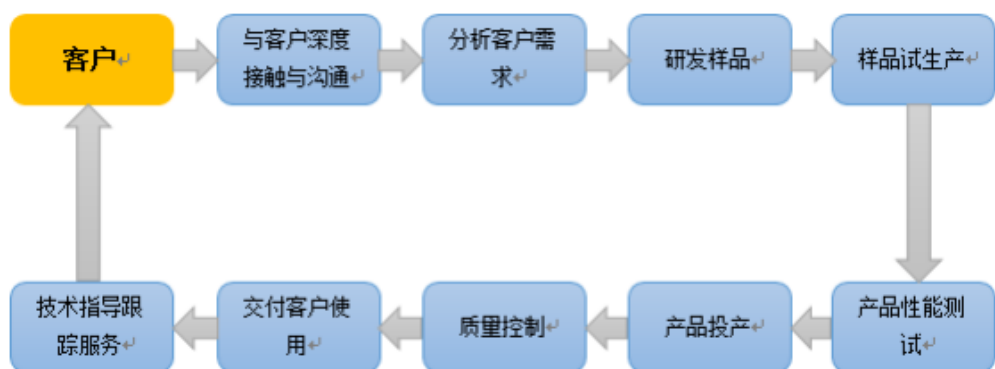 客户
与客户深度
接触与沟通
分析客户需
求
研发样品
样品试生产
技术指导跟
踪服务
交付客户使
用
质量控制
产品投产
产品性能测
试